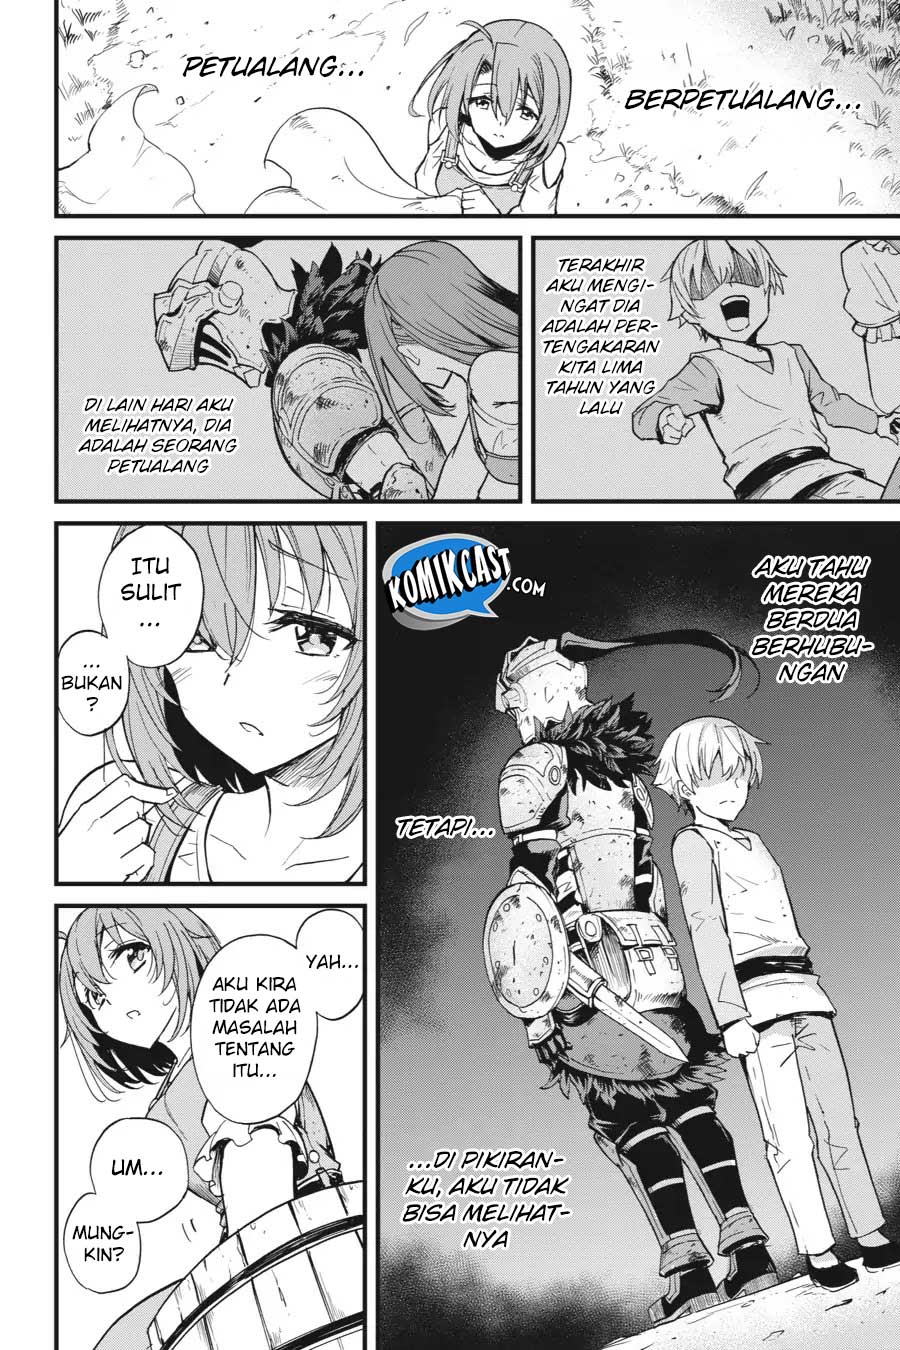 BERPETUALANG...
PETUALANG...
TERAKHIR
AKU MENGI-
NGAT DIA
ADALAH PER-
TENGAKARAN
KITA LIMA
TAHUN YANG
LALU
DI LAIN HARI AKU
MELIHATNYA, DIA
ADALAH SEORANG
PETUALANG
AKU TAHU
MEREKA
BERDUA
BERHUBU-
NGAN
TETAPI...
...DI PIKIRAN-
KU, AKU TIDAK
BISA MELIHAT-
NYA
KOMIKCAST
.COM
ITU
SULIT
...
...
BUKAN
?
YAH...
AKU KIRA
TIDAK ADA
MASALAH
TENTANG
ITU...
UM...
MUNG-
KIN?